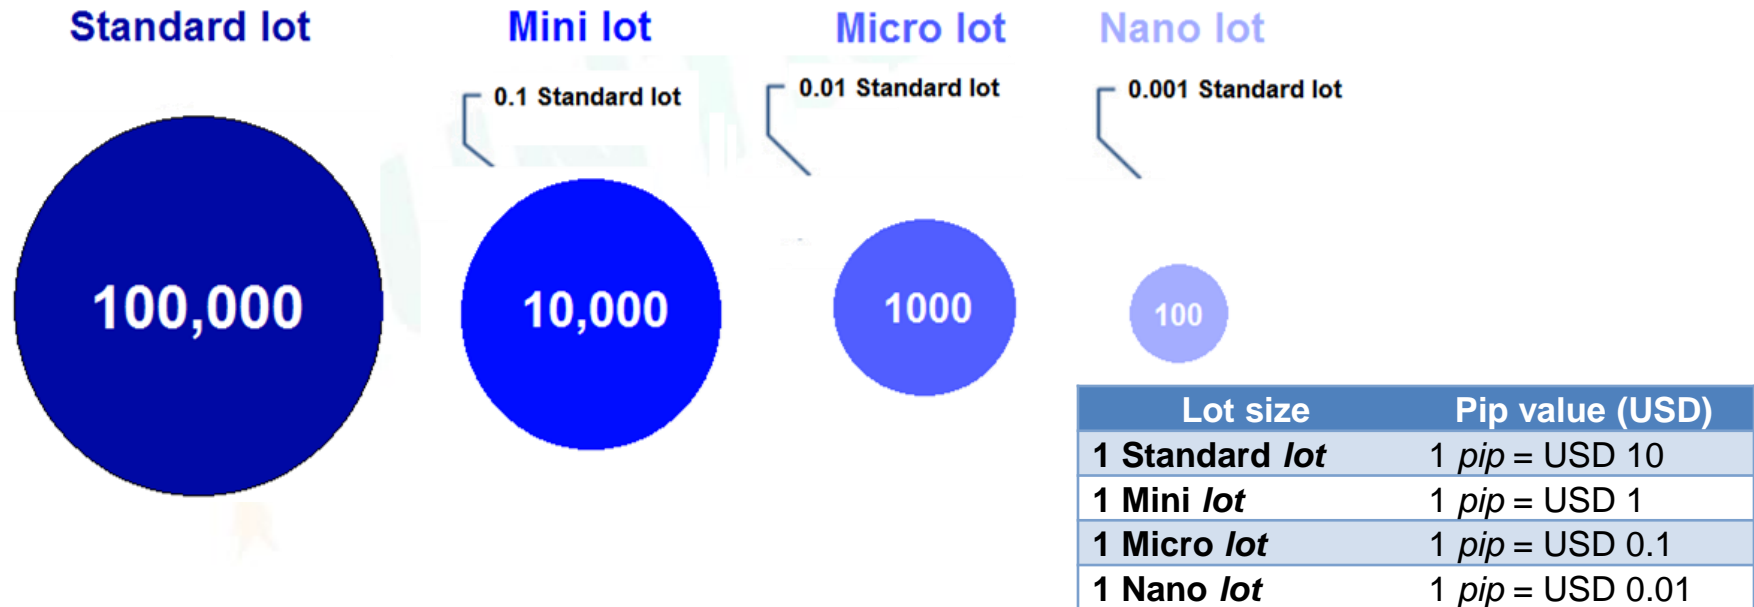 Standard lot
Mini lot
Micro lot
Nano lot
0.1 Standard lot
0.01 Standard lot
0.001 Standard lot
100,000
10,000
1000
100
Lot size Pip value (USD)
1 Standard lot 1 pip = USD 10
1 Mini lot 1 pip = USD 1
1 Micro lot 1 pip = USD 0.1
1 Nano lot 1 pip = USD 0.01